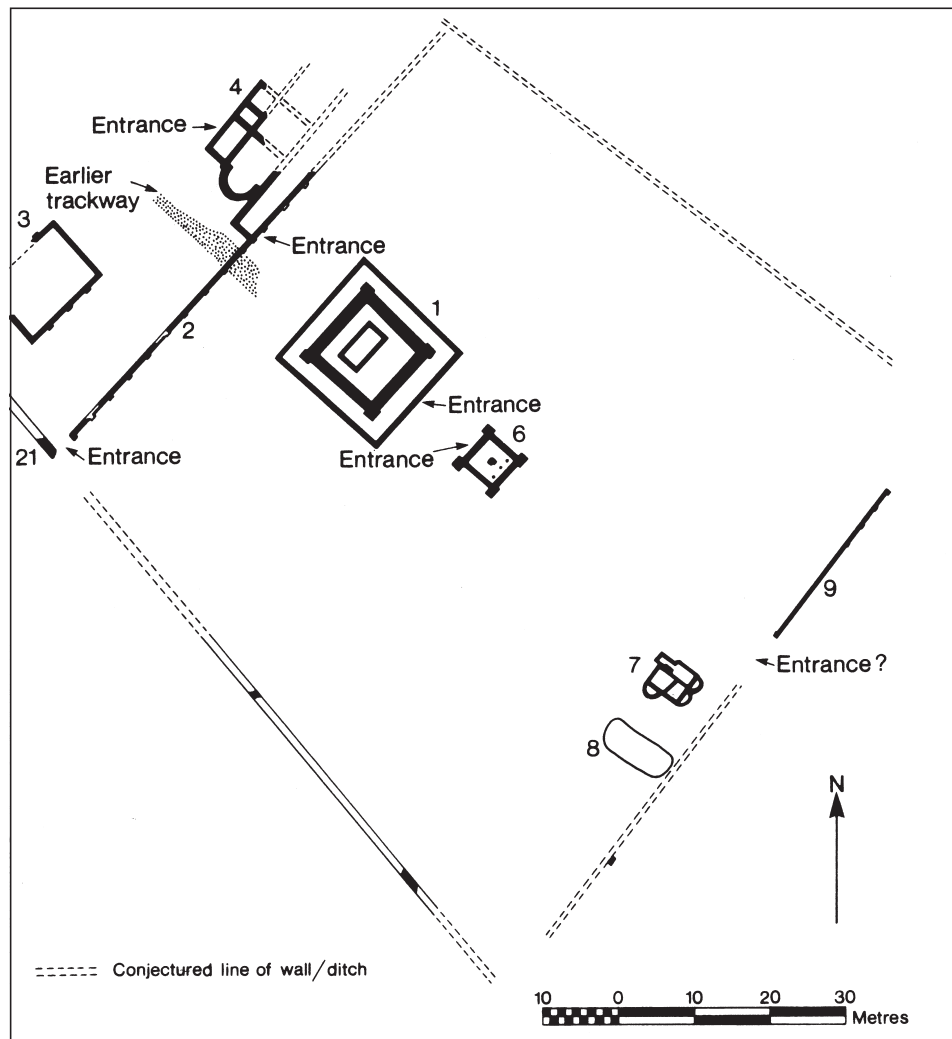 4
Entrance
Earlier
trackway
3
Entrance
1
2
Entrance
6
Entrance
21
Entrance
9
7
Entrance?
8
N
Conjectured line of wall/ditch
10 0 10 20 30
Metres